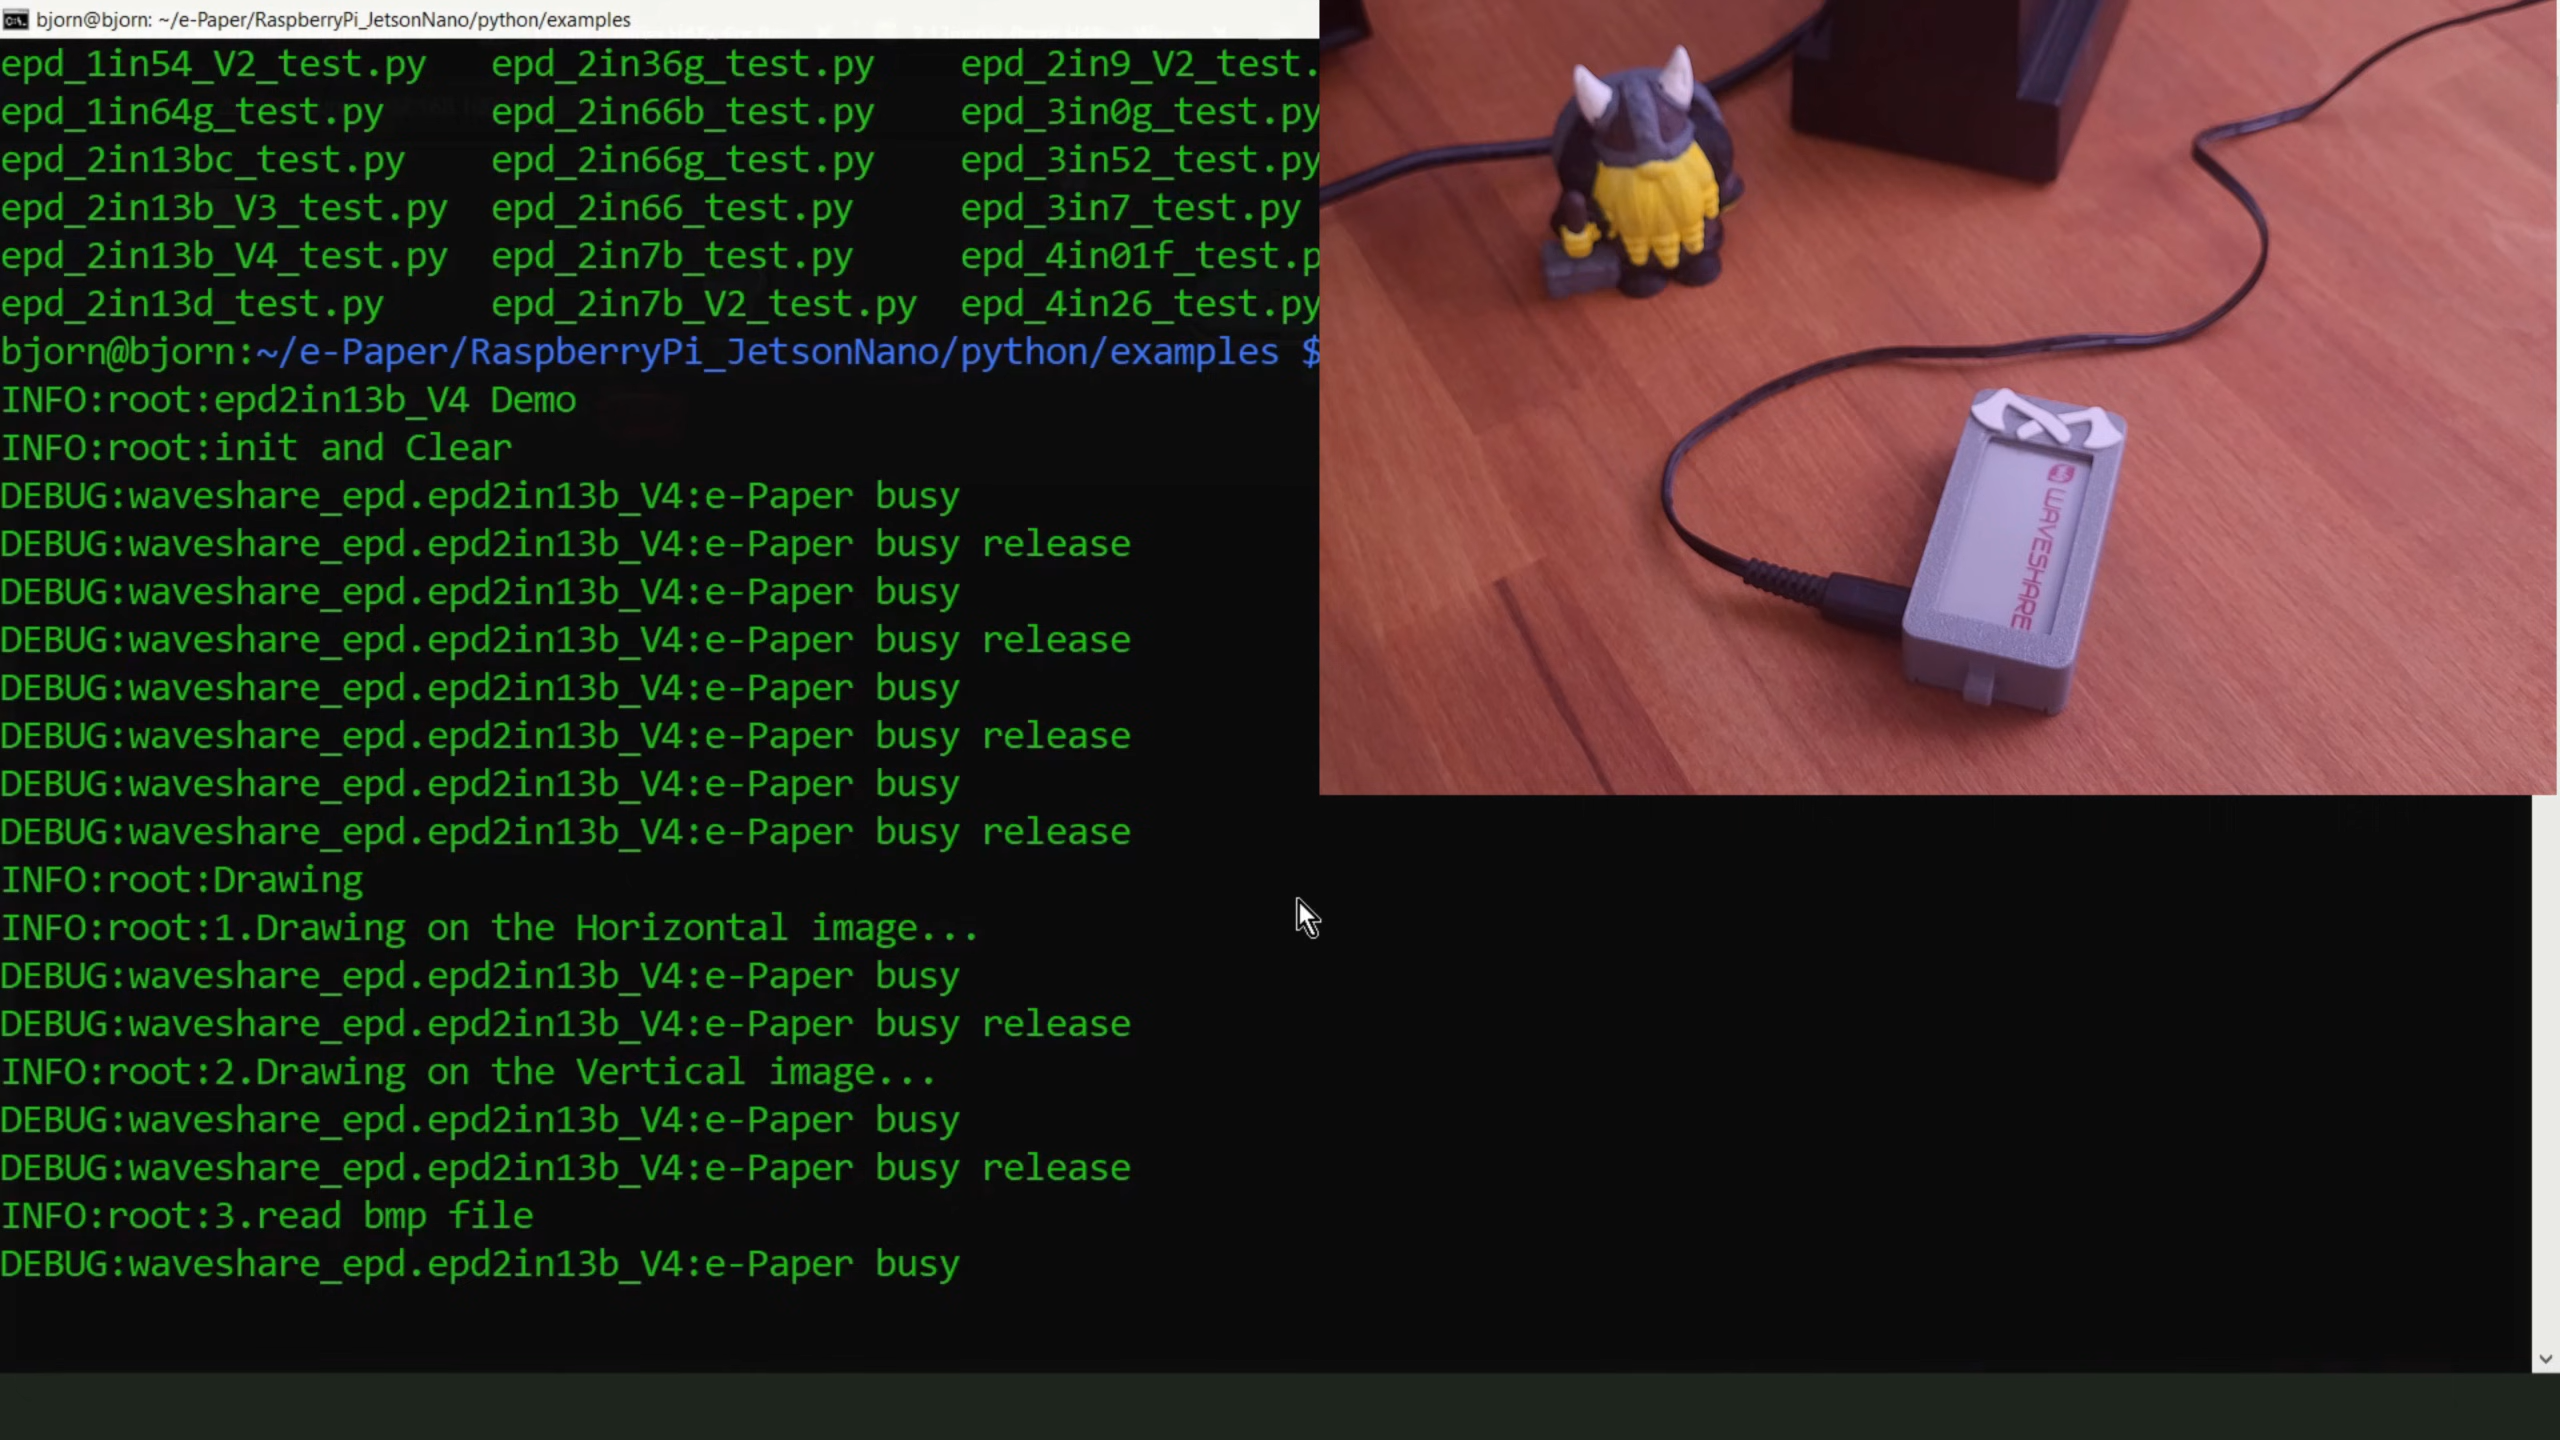 bjorn@bjorn: ~/e-Paper/RaspberryPi_JetsonNano/python/examples
epd_1in54_V2_test.py epd_2in36g_test.py epd_2in9_V2_test.
epd_1in64g_test.py epd_2in66b_test.py epd_3in0g_test.py
epd_2in13bc_test.py epd_2in66g_test.py epd_3in52_test.py
epd_2in13b_V3_test.py epd_2in66_test.py epd_3in7_test.py
epd_2in13b_V4_test.py epd_2in7b_test.py epd_4in01f_test.p
epd_2in13d_test.py epd_2in7b_V2_test.py epd_4in26_test.py
bjorn@bjorn:~/e-Paper/RaspberryPi_JetsonNano/python/examples $
INFO:root:epd2in13b_V4 Demo
INFO:root:init and Clear
DEBUG:waveshare_epd.epd2in13b_V4:e-Paper busy
DEBUG:waveshare_epd.epd2in13b_V4:e-Paper busy release
DEBUG:waveshare_epd.epd2in13b_V4:e-Paper busy
DEBUG:waveshare_epd.epd2in13b_V4:e-Paper busy release
DEBUG:waveshare_epd.epd2in13b_V4:e-Paper busy
DEBUG:waveshare_epd.epd2in13b_V4:e-Paper busy release
DEBUG:waveshare_epd.epd2in13b_V4:e-Paper busy
DEBUG:waveshare_epd.epd2in13b_V4:e-Paper busy release
INFO:root:Drawing
INFO:root:1.Drawing on the Horizontal image...
DEBUG:waveshare_epd.epd2in13b_V4:e-Paper busy
DEBUG:waveshare_epd.epd2in13b_V4:e-Paper busy release
INFO:root:2.Drawing on the Vertical image...
DEBUG:waveshare_epd.epd2in13b_V4:e-Paper busy
DEBUG:waveshare_epd.epd2in13b_V4:e-Paper busy release
INFO:root:3.read bmp file
DEBUG:waveshare_epd.epd2in13b_V4:e-Paper busy
WAVESHARE